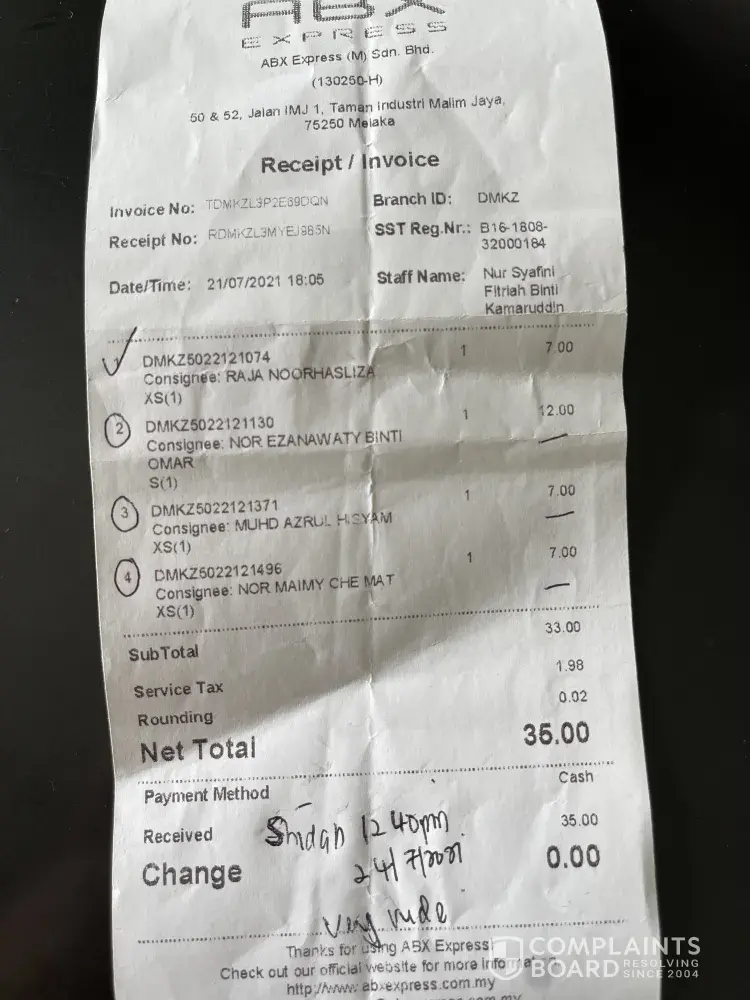 ABX
EXPRESS
ABX Express (M) Sdn. Bhd.
(130250-H)
50 & 52, Jalan IMJ 1, Taman Industri Malim Jaya,
75250 Melaka
Receipt / Invoice
Invoice No: TDMKZL3P2E69DQN Branch ID: DMKZ
Receipt No: RDMKZL3MYEJ985N SST Reg.Nr.: B16-1808-
32000184
Date/Time: 21/07/2021 18:05 Staff Name: Nur Syafini
Fitriah Binti
Kamaruddin
1 DMKZ5022121074 1 7.00
Consignee: RAJA NOORHASLIZA
XS(1)
2 DMKZ5022121130 1 12.00
Consignee: NOR EZANAWATY BINTI
OMAR
S(1)
3 DMKZ5022121371 1 7.00
Consignee: MUHD AZRUL HISYAM
XS(1)
4 DMKZ5022121496 1 7.00
Consignee: NOR MAIMY CHE MAT
XS(1)
SubTotal 33.00
Service Tax 1.98
Rounding 0.02
Net Total 35.00
Payment Method Cash
Received 35.00
12 40pm
24/7/2021
Change 0.00
Very rude
Thanks for using ABX Express
Check out our official website for more
http://www.abxexpress.com.my
COMPLAINTS
BOARD RESOLVING
SINCE 2004